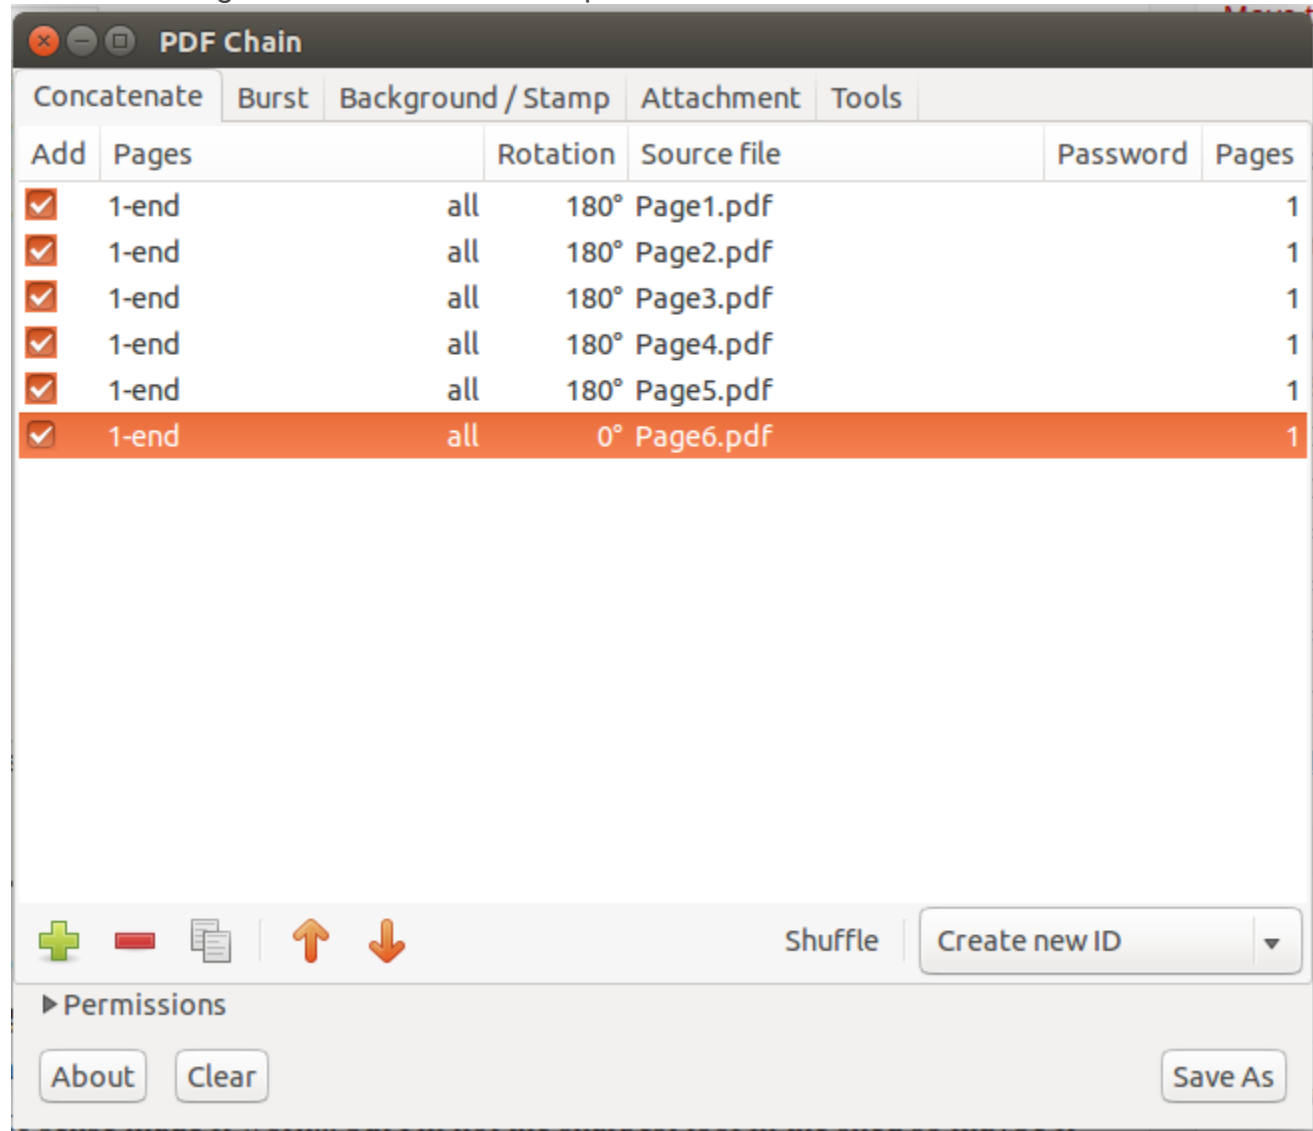 PDF Chain
Concatenate Burst Background / Stamp Attachment Tools
Add Pages Rotation Source file Password Pages
1-end all 180° Page1.pdf 1
1-end all 180° Page2.pdf 1
1-end all 180° Page3.pdf 1
1-end all 180° Page4.pdf 1
1-end all 180° Page5.pdf 1
1-end all 0° Page6.pdf 1
Shuffle Create new ID
Permissions
About Clear Save As